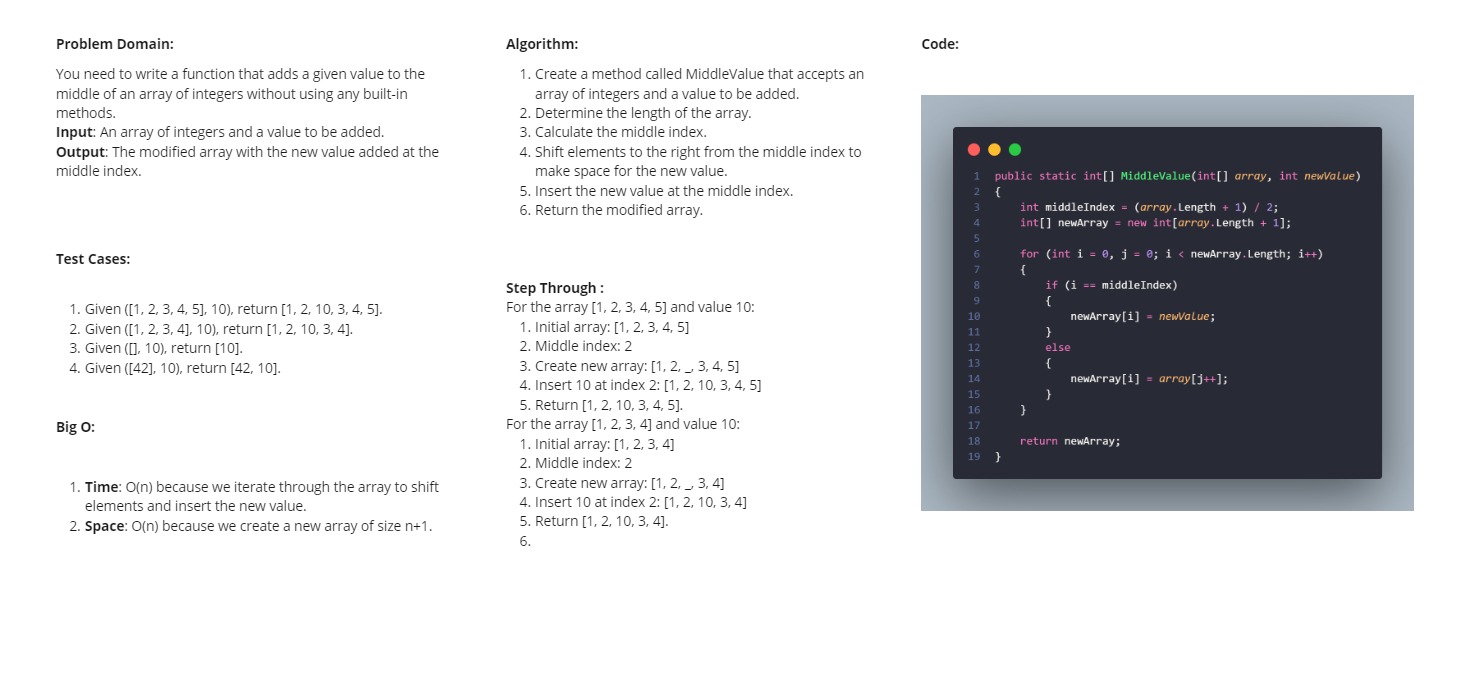 Problem Domain:
You need to write a function that adds a given value to the
middle of an array of integers without using any built-in
methods.
Input: An array of integers and a value to be added.
Output: The modified array with the new value added at the
middle index.
Test Cases:
1. Given ([1, 2, 3, 4, 5], 10), return [1, 2, 10, 3, 4, 5].
2. Given ([1, 2, 3, 4], 10), return [1, 2, 10, 3, 4].
3. Given ([], 10), return [10].
4. Given ([42], 10), return [42, 10].
Big O:
1. Time: O(n) because we iterate through the array to shift
elements and insert the new value.
2. Space: O(n) because we create a new array of size n+1.
Algorithm:
1. Create a method called MiddleValue that accepts an
array of integers and a value to be added.
2. Determine the length of the array.
3. Calculate the middle index.
4. Shift elements to the right from the middle index to
make space for the new value.
5. Insert the new value at the middle index.
6. Return the modified array.
Step Through :
For the array [1, 2, 3, 4, 5] and value 10:
1. Initial array: [1, 2, 3, 4, 5]
2. Middle index: 2
3. Create new array: [1, 2, _, 3, 4, 5]
4. Insert 10 at index 2: [1, 2, 10, 3, 4, 5]
5. Return [1, 2, 10, 3, 4, 5].
For the array [1, 2, 3, 4] and value 10:
1. Initial array: [1, 2, 3, 4]
2. Middle index: 2
3. Create new array: [1, 2, _, 3, 4]
4. Insert 10 at index 2: [1, 2, 10, 3, 4]
5. Return [1, 2, 10, 3, 4].
6.
Code:
1 public static int[] MiddleValue(int[] array, int newValue)
2 {
3 int middleIndex = (array.Length + 1) / 2;
4 int[] newArray = new int[array.Length + 1];
5
6 for (int i = 0, j = 0; i < newArray.Length; i++)
7 {
8 if (i == middleIndex)
9 {
10 newArray[i] = newValue;
11 }
12 else
13 {
14 newArray[i] = array[j++];
15 }
16 }
17
18 return newArray;
19 }